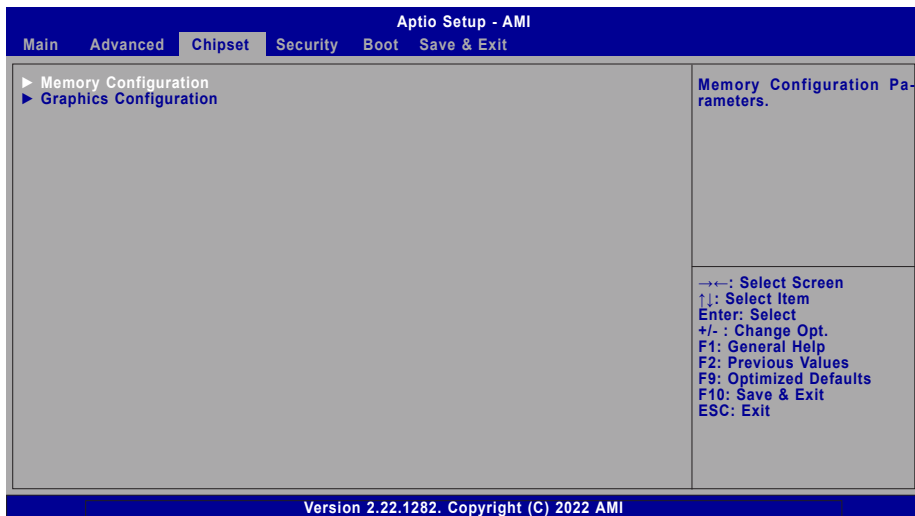 Aptio Setup - AMI
Main Advanced Chipset Security Boot Save & Exit
► Memory Configuration
► Graphics Configuration
Memory Configuration Pa-
rameters.
→←: Select Screen
↑↓: Select Item
Enter: Select
+/- : Change Opt.
F1: General Help
F2: Previous Values
F9: Optimized Defaults
F10: Save & Exit
ESC: Exit
Version 2.22.1282. Copyright (C) 2022 AMI